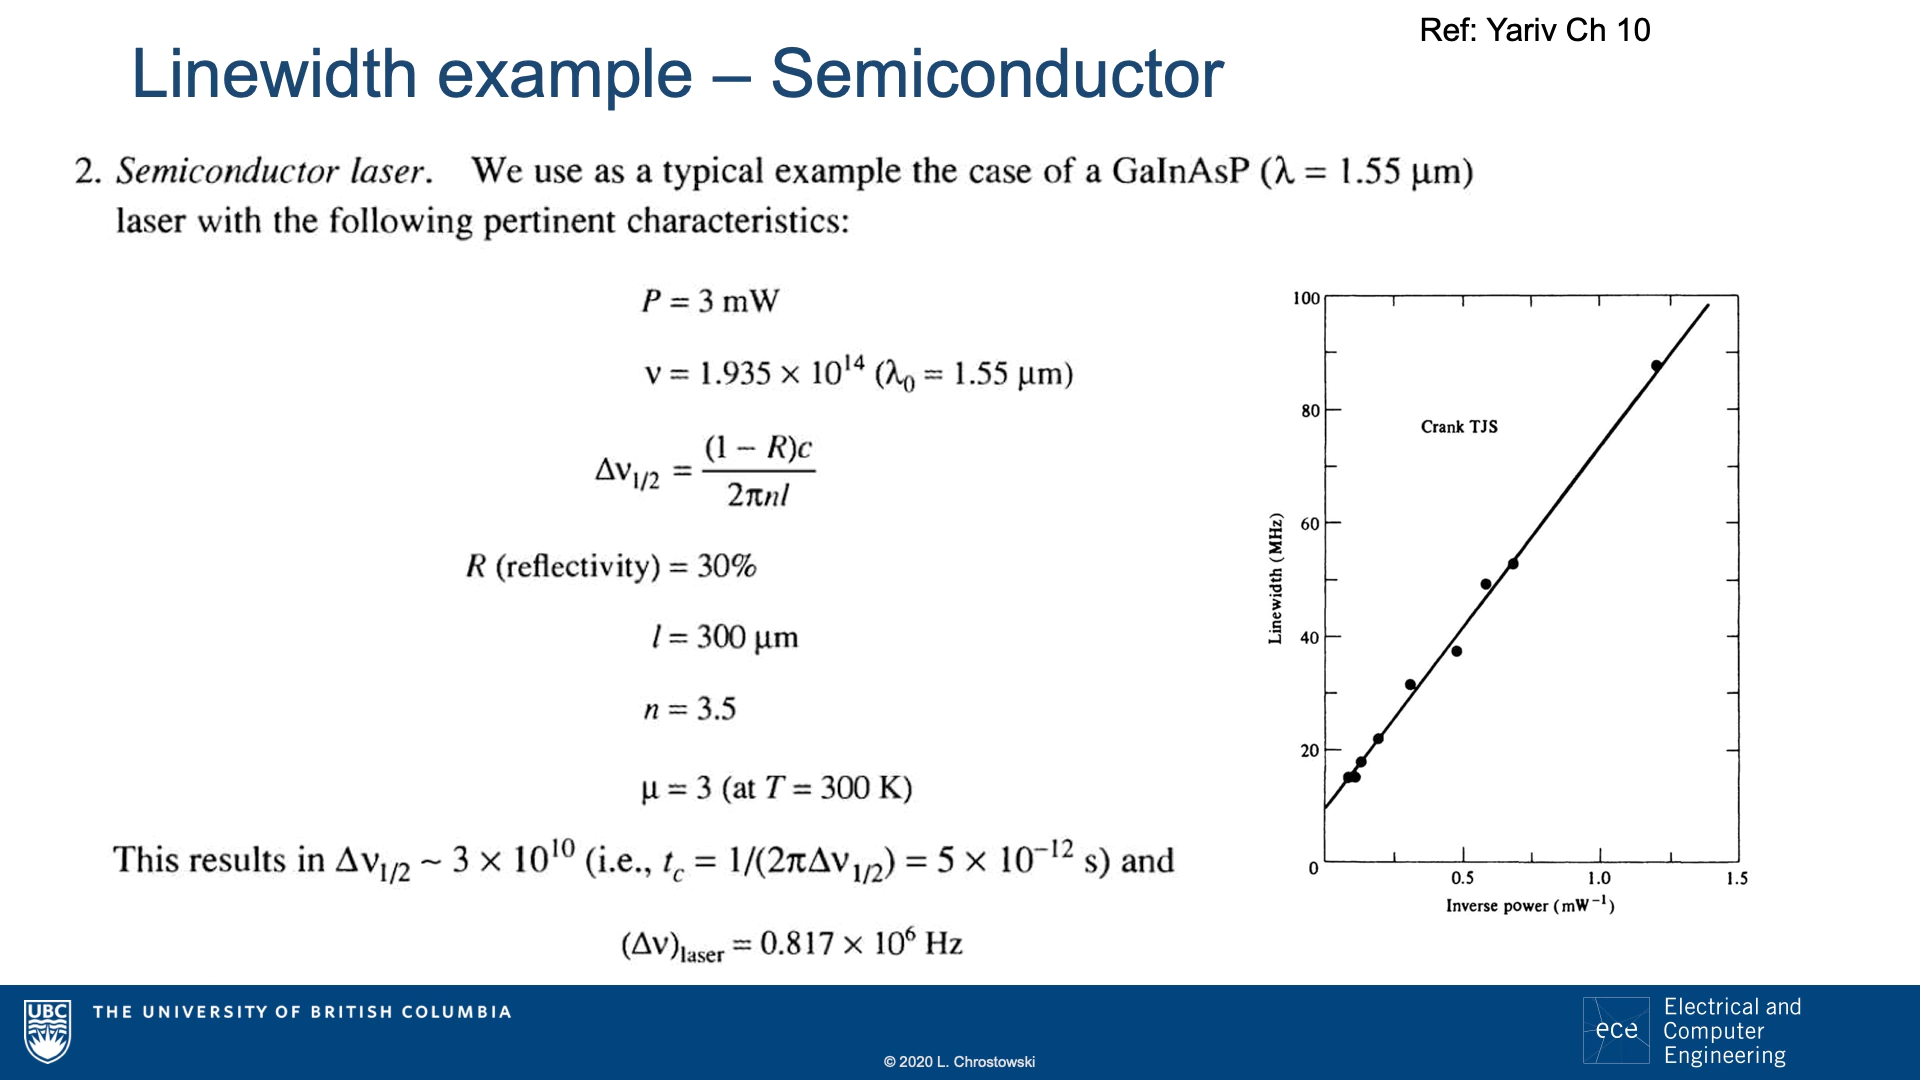 Ref: Yariv Ch 10
Linewidth example – Semiconductor
2. Semiconductor laser. We use as a typical example the case of a GaInAsP (λ = 1.55 μm)
laser with the following pertinent characteristics:
P = 3 mW
ν = 1.935 × 10¹⁴ (λ₀ = 1.55 μm)
Δν₁/₂ = (1 − R)c / 2πnl
R (reflectivity) = 30%
l = 300 μm
n = 3.5
μ = 3 (at T = 300 K)
This results in Δν₁/₂ ~ 3 × 10¹⁰ (i.e., t_c = 1/(2πΔν₁/₂) = 5 × 10⁻¹² s) and
(Δν)laser = 0.817 × 10⁶ Hz
100
80
60
40
20
0
Crank TJS
Linewidth (MHz)
0.5
1.0
1.5
Inverse power (mW⁻¹)
UBC
THE UNIVERSITY OF BRITISH COLUMBIA
© 2020 L. Chrostowski
ece
Electrical and
Computer
Engineering